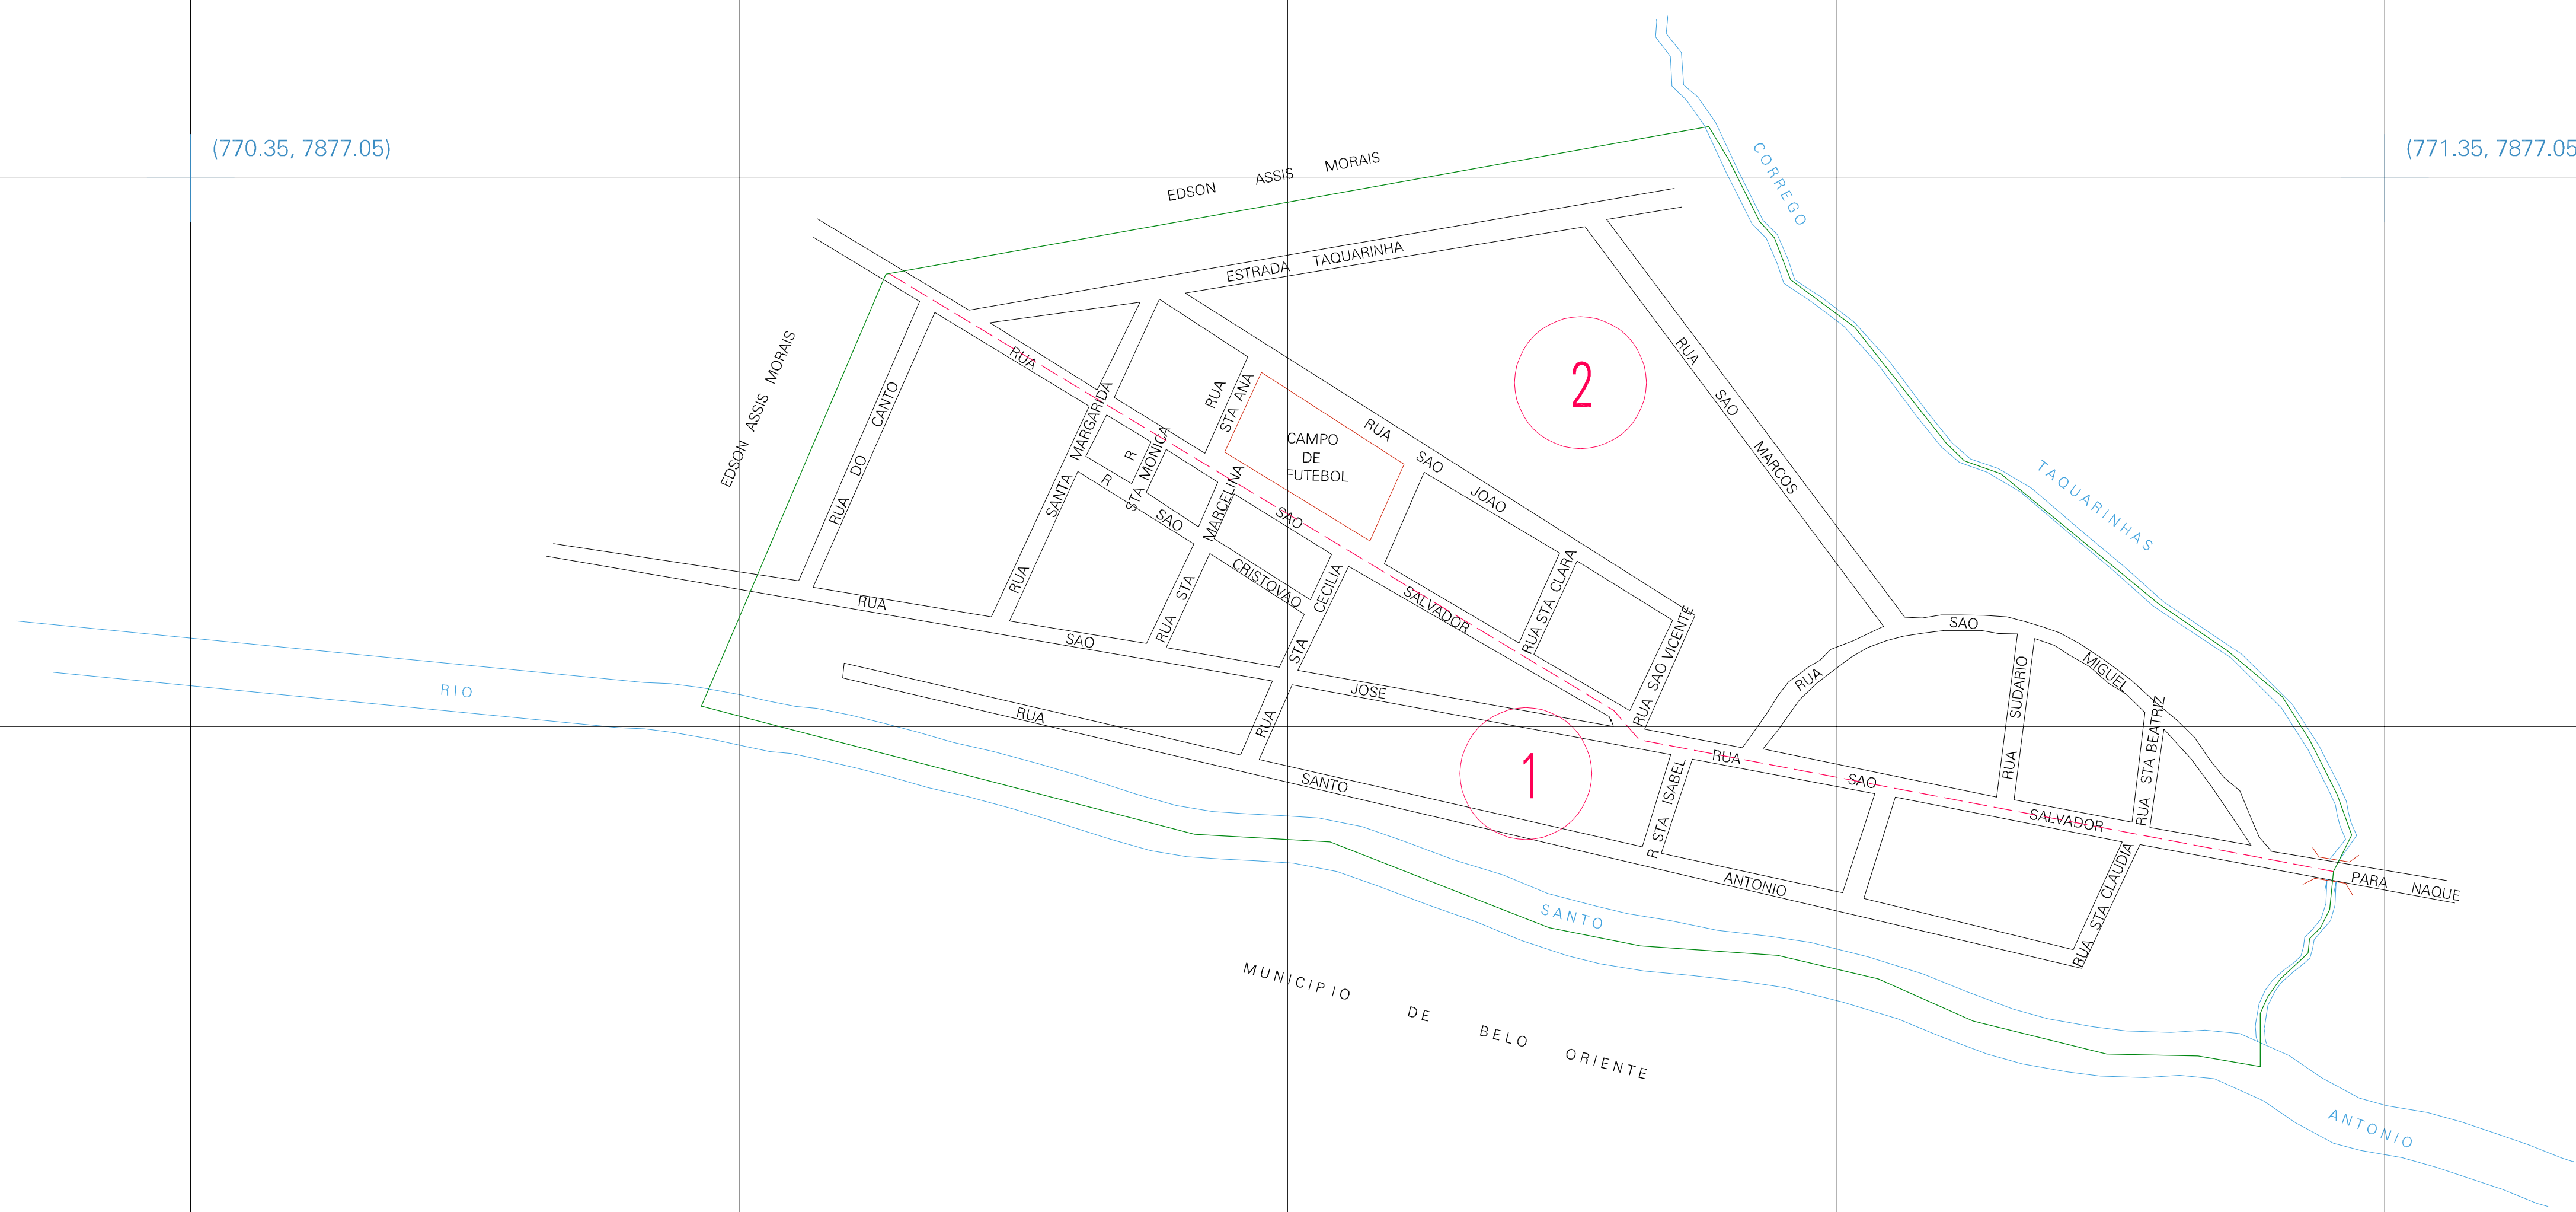 (770.35, 7877.05)
(771.35, 7877.05
CORREGO
TAQUARINHAS
EDSON ASSIS MORAIS
ESTRADA TAQUARINHA
EDSON ASSIS MORAIS
RUA DO CANTO
RUA SAO SALVADOR
RUA SANTA MARGARIDA
R STA MONICA
RUA STA ANA
RUA STA MARCELINA
R SAO CRISTOVAO
CAMPO
DE
FUTEBOL
RUA SAO JOAO
2
RUA SAO MARCOS
RUA STA CLARA
RUA SAO VICENTE
RUA STA CECILIA
RUA SAO JOSE
RUA SANTO ANTONIO
1
R STA ISABEL
RUA SAO SALVADOR
RUA SAO MIGUEL
RUA SUDARIO
RUA STA BEATRIZ
RUA STA CLAUDIA
PARA NAQUE
RIO SANTO ANTONIO
MUNICIPIO DE BELO ORIENTE